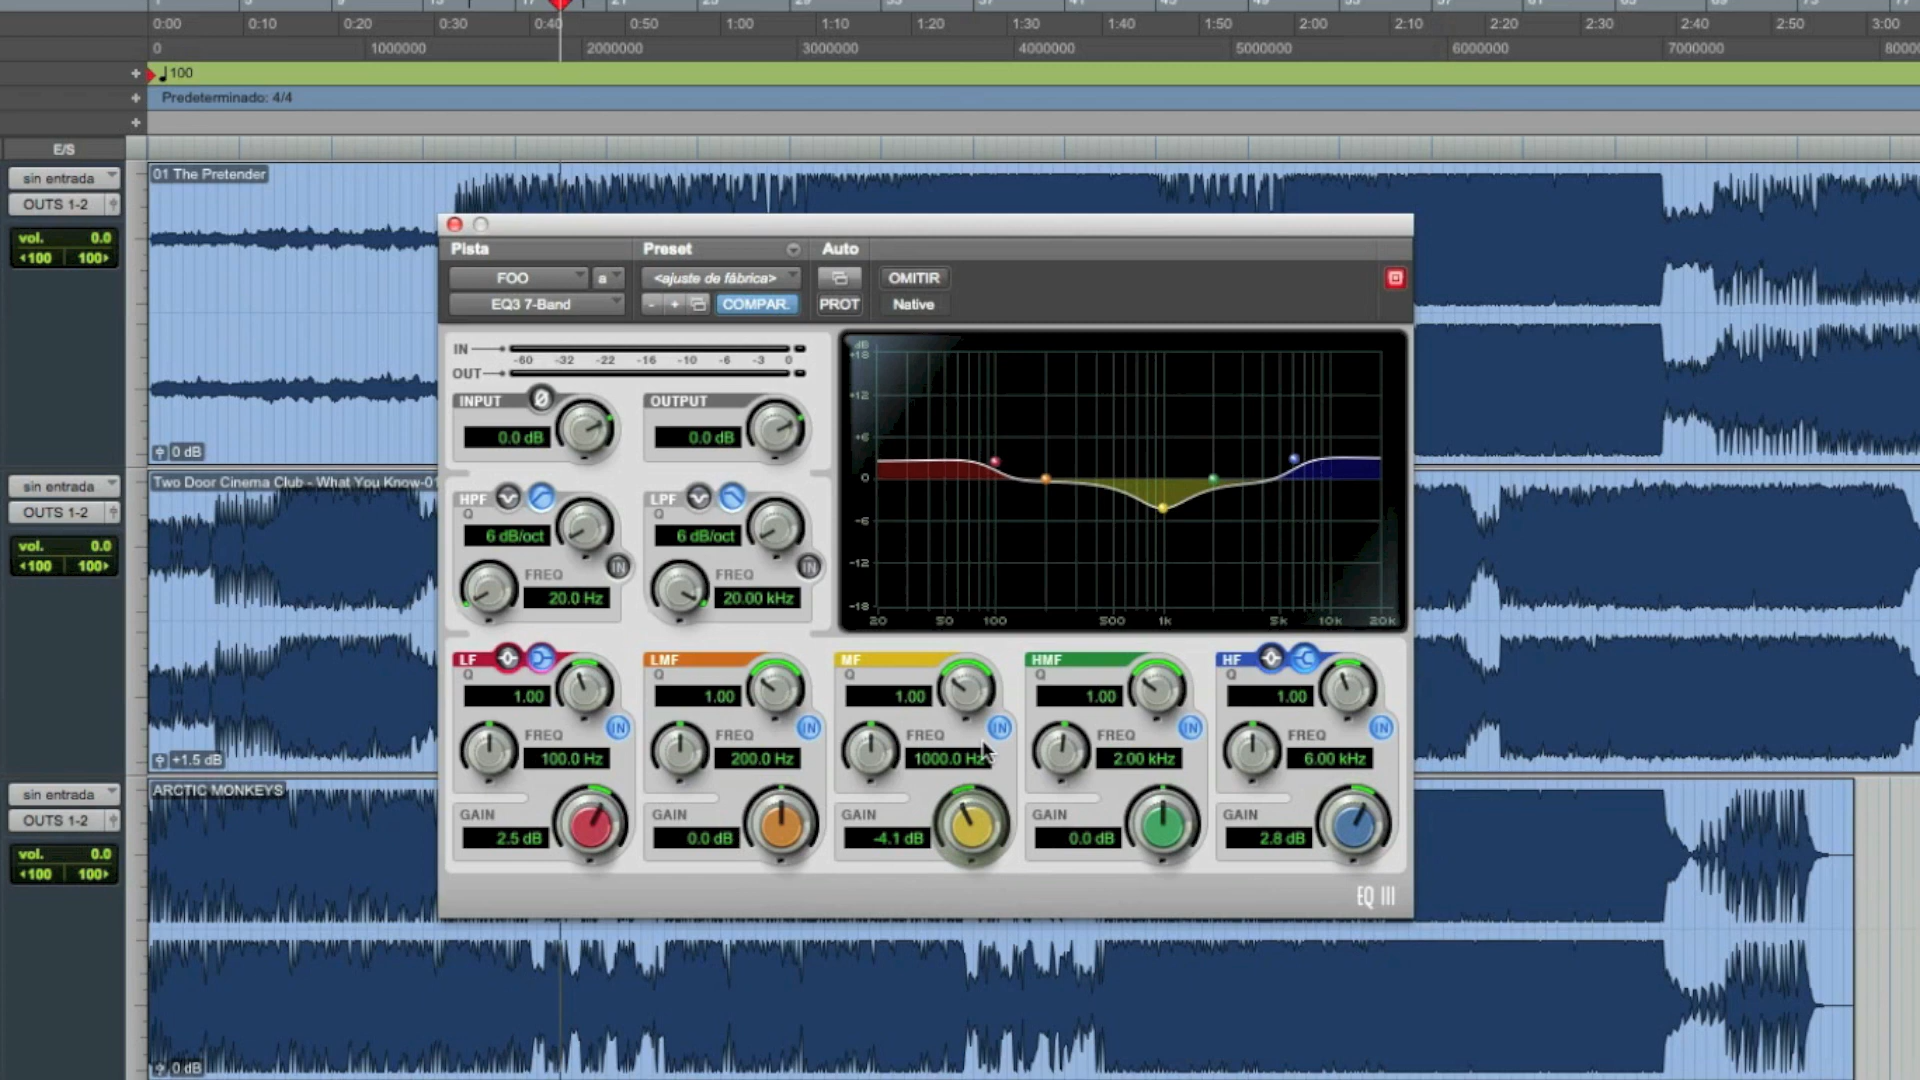 0:00 0:10 0:20 0:30 0:40 0:50 1:00 1:10 1:20 1:30 1:40 1:50 2:00 2:10 2:20 2:30 2:40 2:50 3:00
0 1000000 2000000 3000000 4000000 5000000 6000000 7000000
100
Predeterminado: 4/4
E/S
sin entrada
OUTS 1-2
vol. 0.0
100 100
01 The Pretender
0 dB
sin entrada
OUTS 1-2
vol. 0.0
100 100
Two Door Cinema Club - What You Know-01
+1.5 dB
sin entrada
OUTS 1-2
vol. 0.0
100 100
ARCTIC MONKEYS
0 dB
Pista Preset Auto
FOO a <ajuste de fábrica> OMITIR
EQ3 7-Band - + COMPAR. PROT Native
IN
-60 -32 -22 -16 -10 -6 -3 0
OUT
INPUT Ø OUTPUT
0.0 dB 0.0 dB
HPF LPF
Q Q
6 dB/oct 6 dB/oct
IN IN
FREQ FREQ
20.0 Hz 20.00 kHz
dB
+18
+12
+6
0
-6
-12
-18
20 50 100 500 1k 5k 10k 20k
LF LMF MF HMF HF
Q Q Q Q Q
1.00 1.00 1.00 1.00 1.00
IN IN IN IN IN
FREQ FREQ FREQ FREQ FREQ
100.0 Hz 200.0 Hz 1000.0 Hz 2.00 kHz 6.00 kHz
GAIN GAIN GAIN GAIN GAIN
2.5 dB 0.0 dB -4.1 dB 0.0 dB 2.8 dB
EQ III